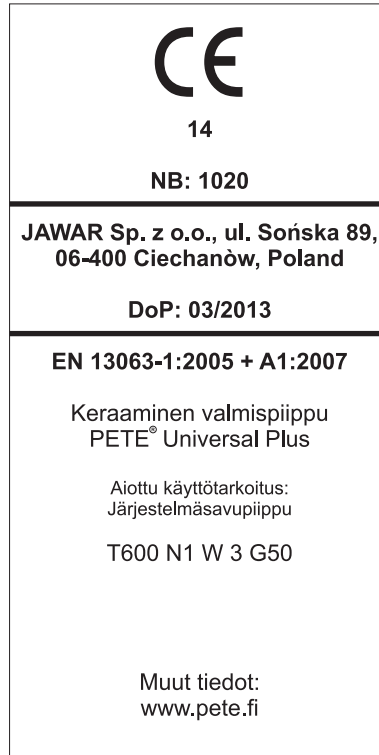 CE
14
NB: 1020
JAWAR Sp. z o.o., ul. Sońska 89,
06-400 Ciechanòw, Poland
DoP: 03/2013
EN 13063-1:2005 + A1:2007
Keraaminen valmispiippu
PETE® Universal Plus
Aiottu käyttötarkoitus:
Järjestelmäsavupiippu
T600 N1 W 3 G50
Muut tiedot:
www.pete.fi